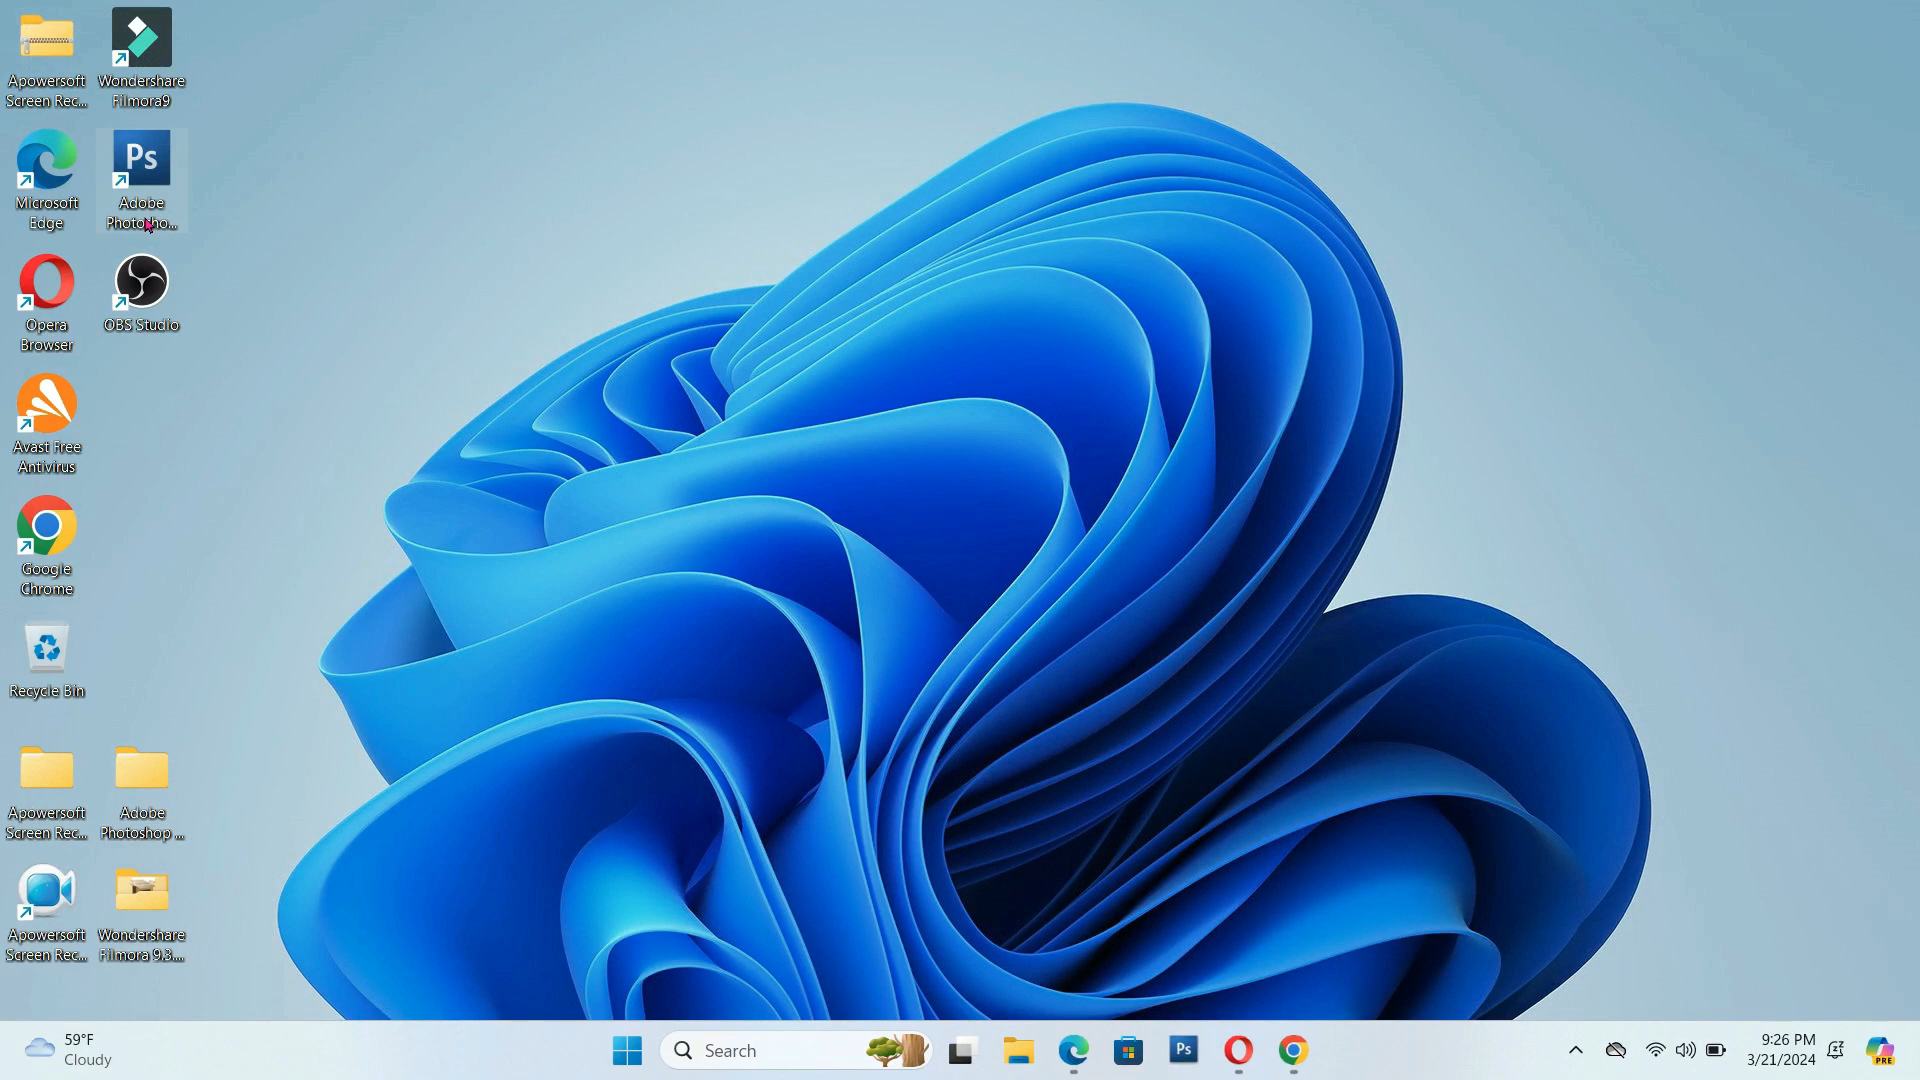 Apowersoft
Screen Rec...
Wondershare
Filmora9
Microsoft
Edge
Ps
Adobe
Photosho...
Opera
Browser
OBS Studio
Avast Free
Antivirus
Google
Chrome
Recycle Bin
Apowersoft
Screen Rec...
Adobe
Photoshop ...
Apowersoft
Screen Rec...
Wondershare
Filmora 9.3....
59°F
Cloudy
Search
Ps
9:26 PM
3/21/2024
PRE